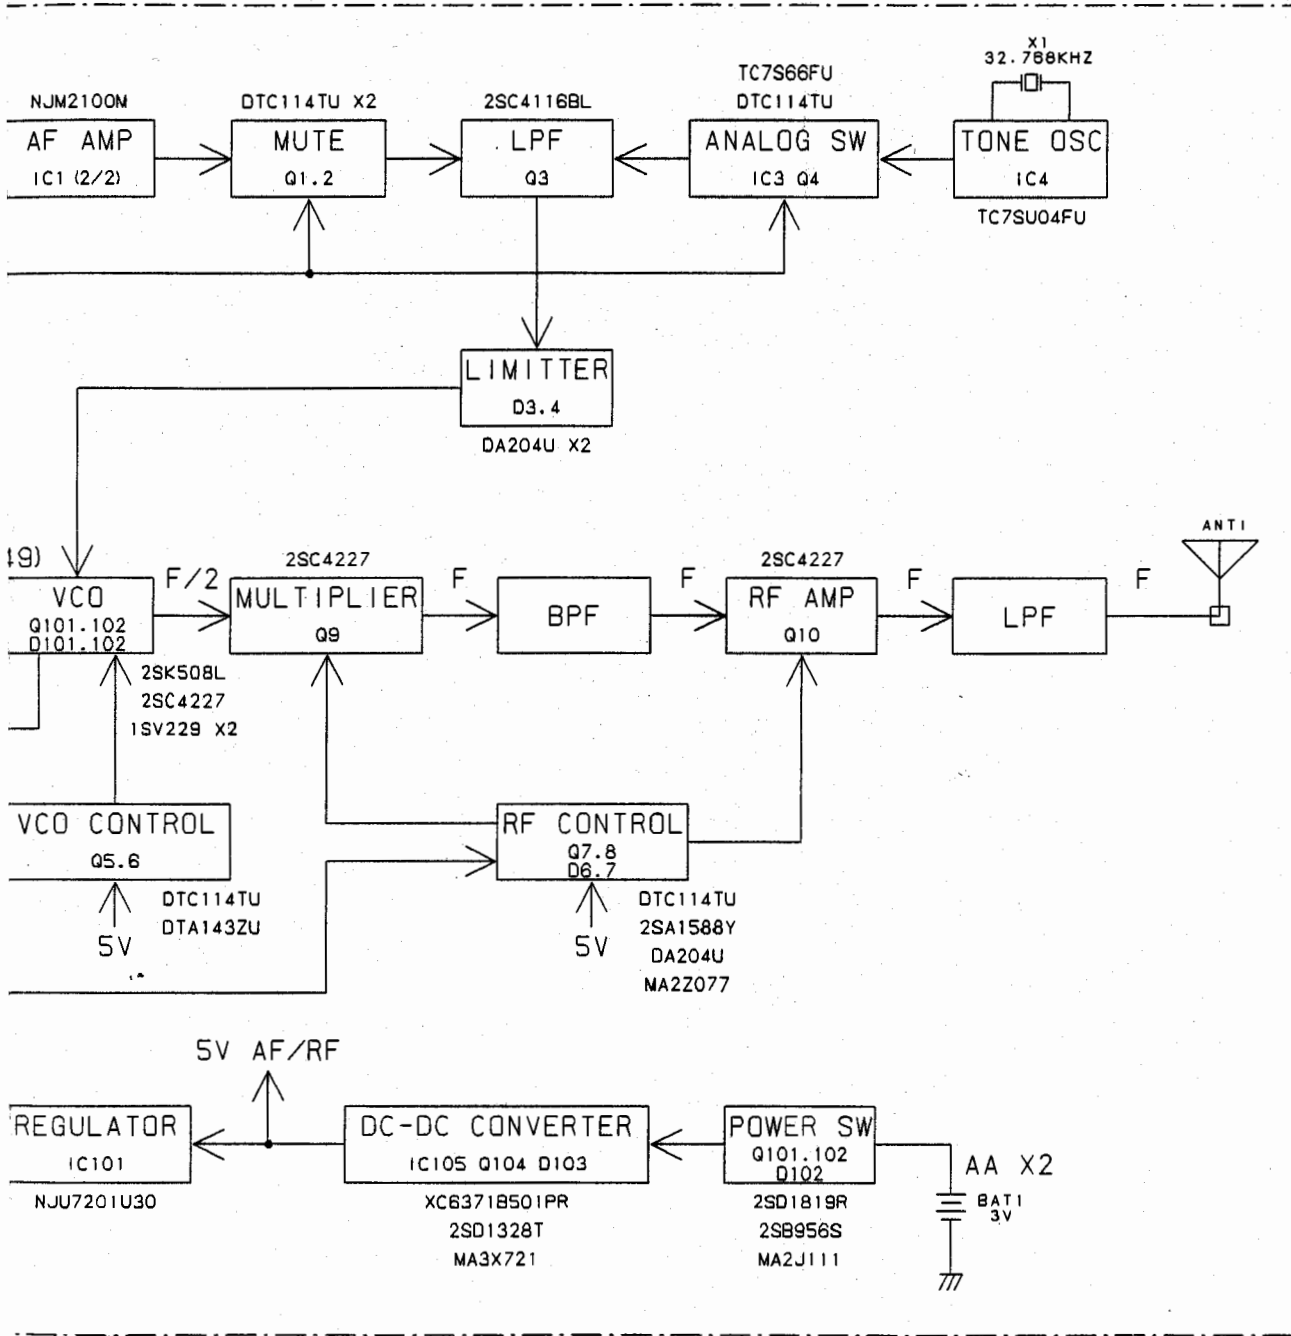 X1
32.768KHZ
NJM2100M
DTC114TU X2
2SC4116BL
TC7S66FU
DTC114TU
AF AMP
IC1 (2/2)
MUTE
Q1.2
LPF
Q3
ANALOG SW
IC3 Q4
TONE OSC
IC4
TC7SU04FU
LIMITTER
D3.4
DA204U X2
49)
VCO
Q101.102
D101.102
F/2
2SK508L
2SC4227
1SV229 X2
2SC4227
MULTIPLIER
Q9
F
BPF
F
2SC4227
RF AMP
Q10
F
LPF
F
ANT1
VCO CONTROL
Q5.6
DTC114TU
DTA143ZU
5V
RF CONTROL
Q7.8
D6.7
DTC114TU
2SA1588Y
DA204U
MA2Z077
5V
5V AF/RF
REGULATOR
IC101
NJU7201U30
DC-DC CONVERTER
IC105 Q104 D103
XC6371B501PR
2SD1328T
MA3X721
POWER SW
Q101.102
D102
2SD1819R
2SB956S
MA2J111
AA X2
BAT1
3V